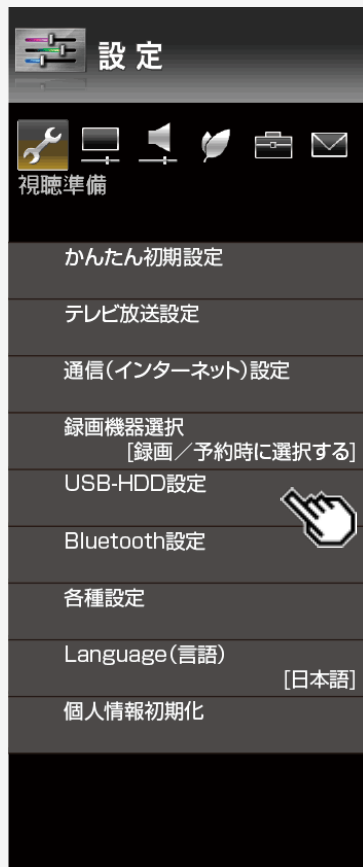 設定
視聴準備
かんたん初期設定
テレビ放送設定
通信(インターネット)設定
録画機器選択
[録画／予約時に選択する]
USB-HDD設定
Bluetooth設定
各種設定
Language(言語)
[日本語]
個人情報初期化